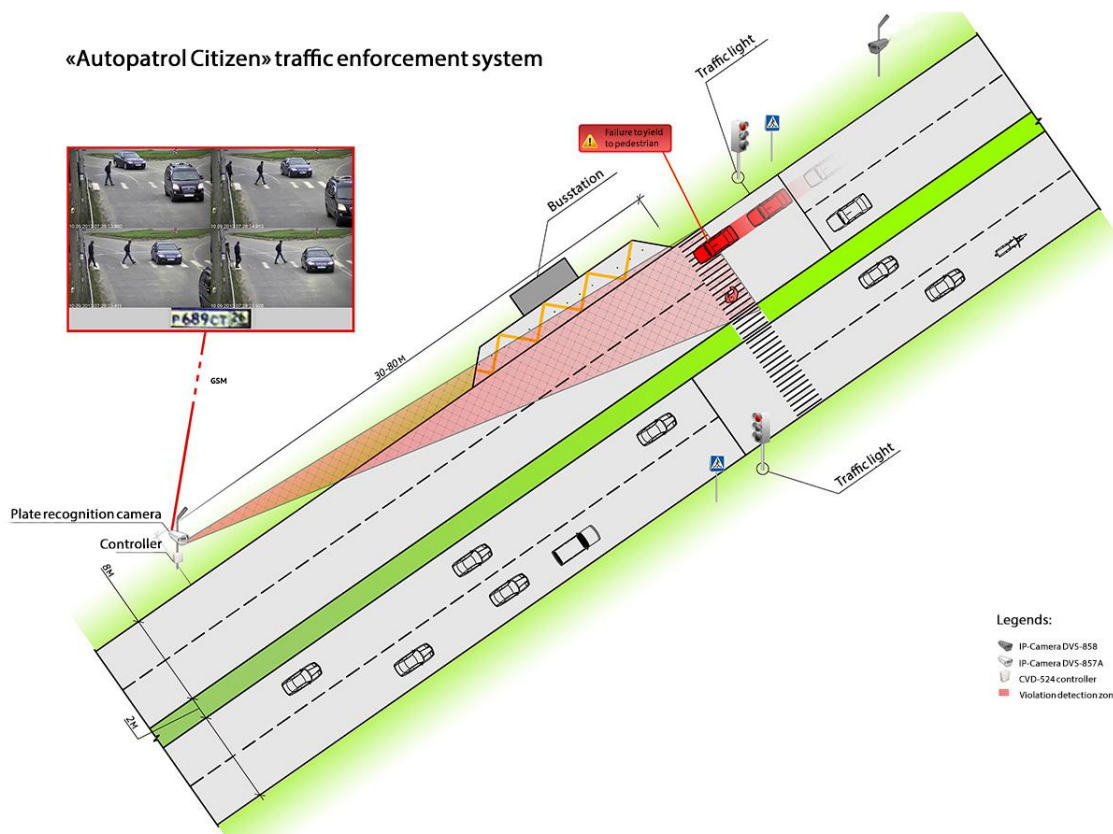 «Autopatrol Citizen» traffic enforcement system
Traffic light
Failure to yield
to pedestrian
Busstation
30-80 м
P689CT 26
GSM
Plate recognition camera
Controller
8м
2м
Traffic light
Legends:
IP-Camera DVS-858
IP-Camera DVS-857A
CVD-524 controller
Violation detection zon